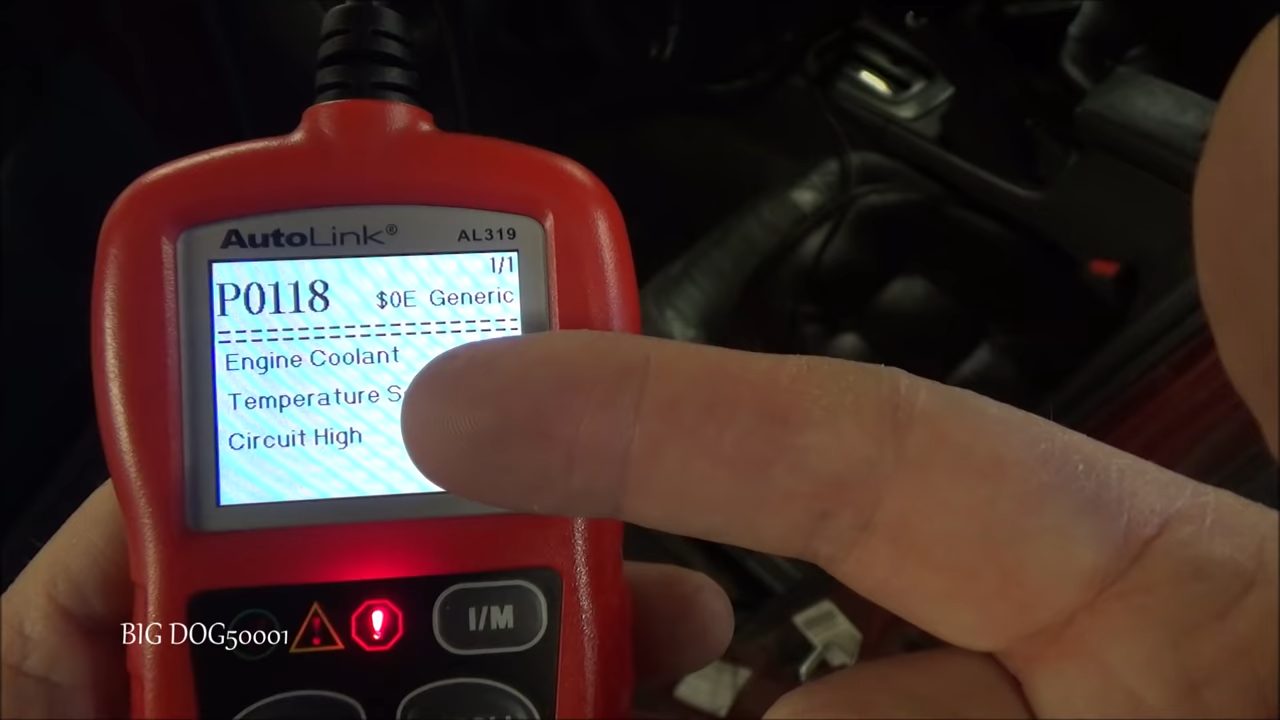 AutoLink® AL319
1/1
P0118 $0E Generic
Engine Coolant
Temperature S
Circuit High
I/M
BIG DOG50001